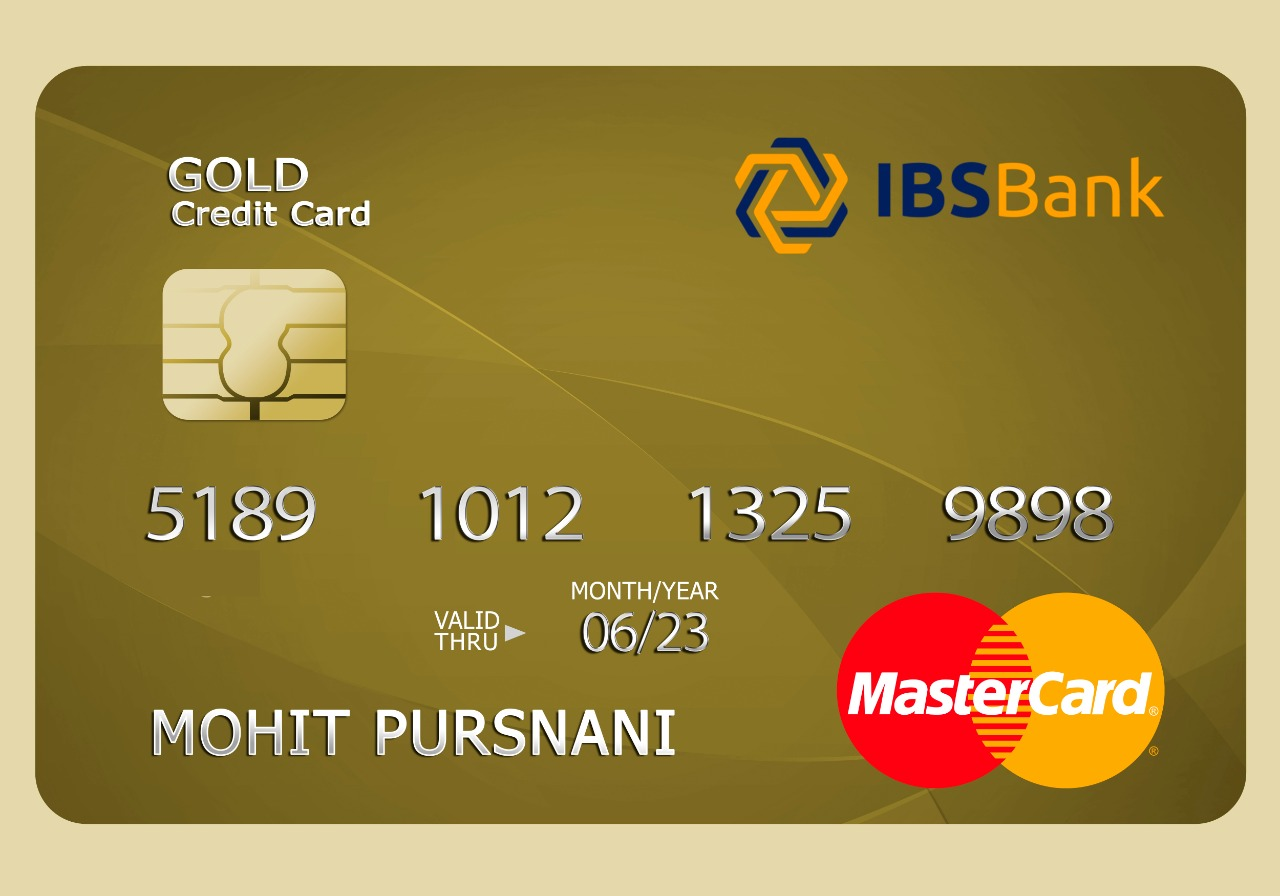 GOLD
Credit Card
IBSBank
5189 1012 1325 9898
MONTH/YEAR
VALID
THRU
06/23
MasterCard®
®
MOHIT PURSNANI